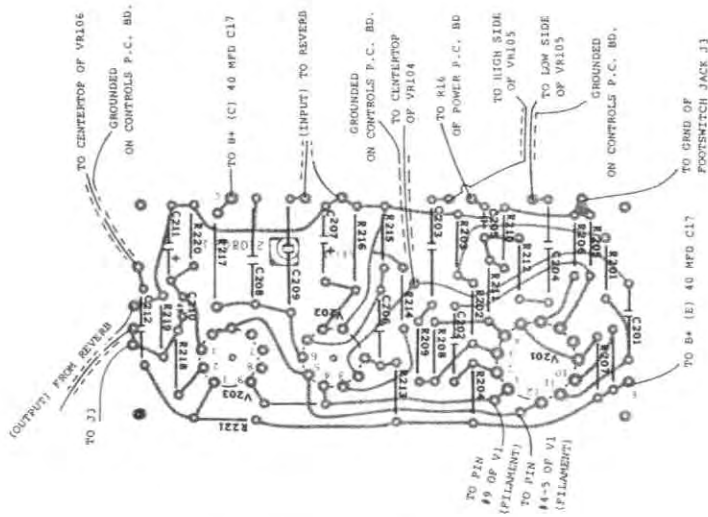 TO CENTERTOP OF VR106
GROUNDED
ON CONTROLS P.C. BD.
TO B+ (C) 40 MFD C17
(INPUT) TO REVERB
GROUNDED
ON CONTROLS P.C. BD.
TO CENTERTOP
OF VR104
TO R16
OF POWER P.C. BD
TO HIGH SIDE
OF VR105
TO LOW SIDE
OF VR105
GROUNDED
ON CONTROLS P.C. BD.
TO GRND OF
FOOTSWITCH JACK J3
(OUTPUT) FROM REVERB
TO J3
C212
C211
R220
R219
C210
R218
R217
C208
C209
V203
R221
C207
R216
R215
V202
C206
R214
R213
C203
R203
C205
R210
R212
R211
C204
R202
R209
R208
C202
R204
R206
R205
R201
V201
R207
C201
TO PIN
#9 OF V1
(FILAMENT)
TO PIN
#4-5 OF V1
(FILAMENT)
TO B+ (E) 40 MFD C17